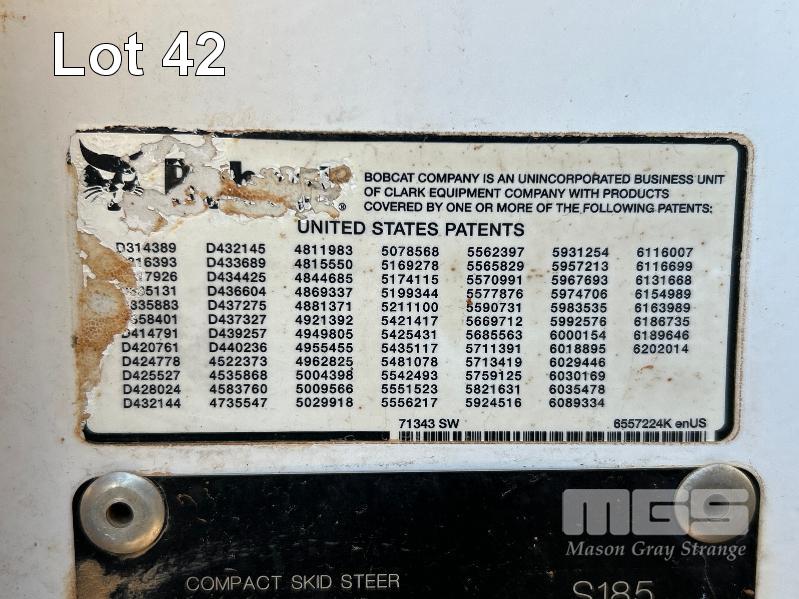 Lot 42
BOBCAT COMPANY IS AN UNINCORPORATED BUSINESS UNIT
OF CLARK EQUIPMENT COMPANY WITH PRODUCTS
®
COVERED BY ONE OR MORE OF THE FOLLOWING PATENTS:
UNITED STATES PATENTS
D314389 D432145 4811983 5078568 5562397 5931254 6116007
D433689 4815550 5169278 5565829 5957213 6116699
D434425 4844685 5174115 5570991 5967693 6131668
D436604 4869337 5199344 5577876 5974706 6154989
D437275 4881371 5211100 5590731 5983535 6163989
D437327 4921392 5421417 5669712 5992576 6186735
D414791 D439257 4949805 5425431 5685563 6000154 6189646
D420761 D440236 4955455 5435117 5711391 6018895 6202014
D424778 4522373 4962825 5481078 5713419 6029446
D425527 4535868 5004398 5542493 5759125 6030169
D428024 4583760 5009566 5551523 5821631 6035478
D432144 4735547 5029918 5556217 5924516 6089334
71343 SW 6557224K enUS
MGS
Mason Gray Strange
COMPACT SKID STEER S185